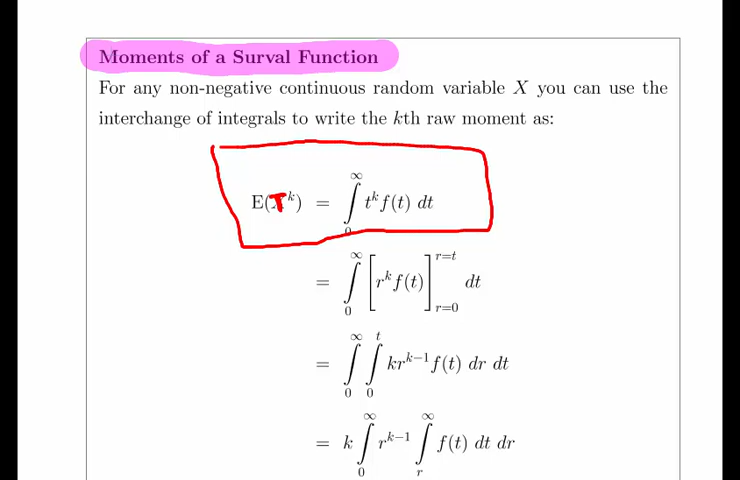 Moments of a Surval Function
For any non-negative continuous random variable X you can use the
interchange of integrals to write the kth raw moment as:
E(T^k) = ∫_0^∞ t^k f(t) dt
= ∫_0^∞ [r^k f(t)]_{r=0}^{r=t} dt
= ∫_0^∞ ∫_0^t kr^{k−1} f(t) dr dt
= k ∫_0^∞ r^{k−1} ∫_r^∞ f(t) dt dr